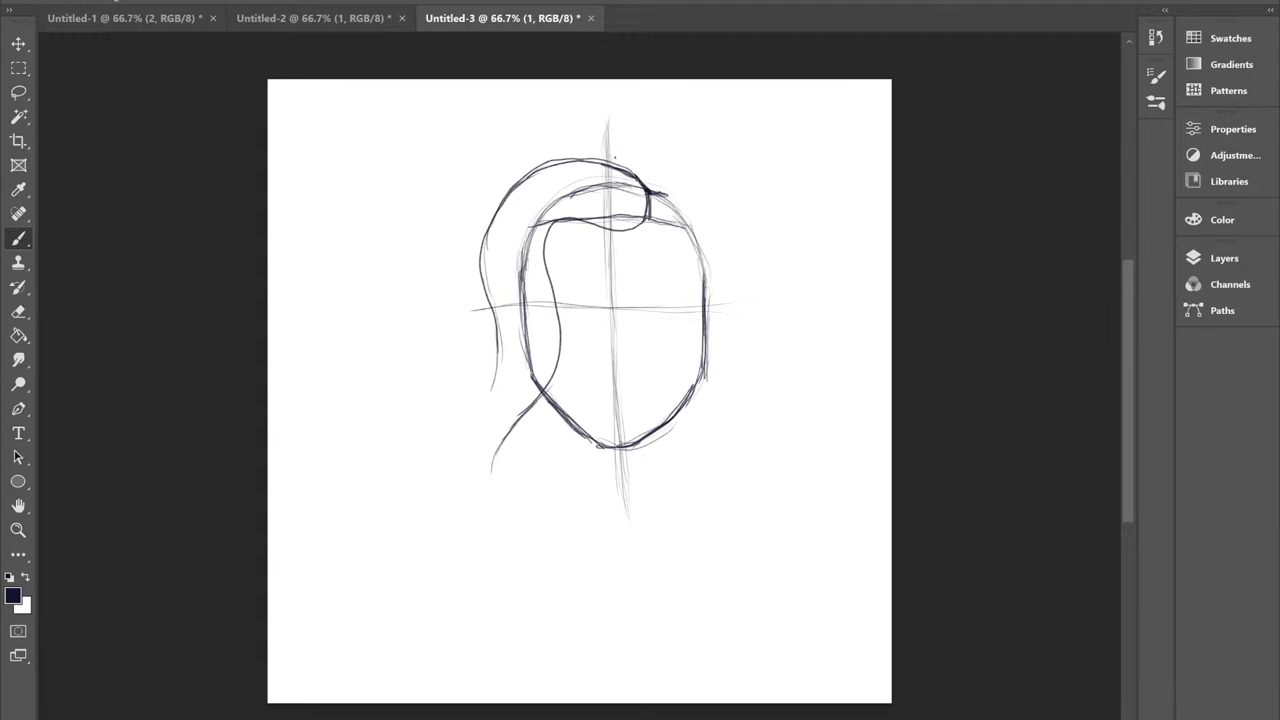 Untitled-1 @ 66.7% (2, RGB/8) *
Untitled-2 @ 66.7% (1, RGB/8) *
Untitled-3 @ 66.7% (1, RGB/8) *
Swatches
Gradients
Patterns
Properties
Adjustme...
Libraries
Color
Layers
Channels
Paths